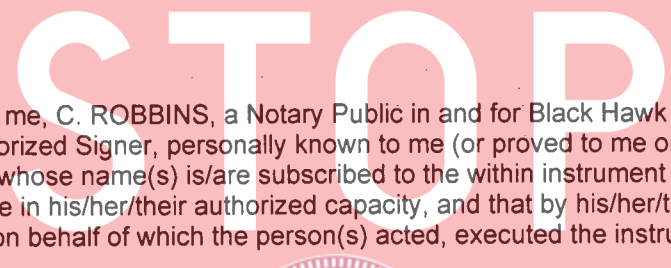 STOP
me, C. ROBBINS, a Notary Public in and for Black Hawk
orized Signer, personally known to me (or proved to me o
whose name(s) is/are subscribed to the within instrument
e in his/her/their authorized capacity, and that by his/her/t
on behalf of which the person(s) acted, executed the instru